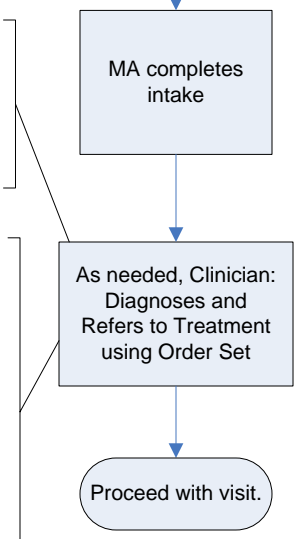 MA completes
intake
As needed, Clinician:
Diagnoses and
Refers to Treatment
using Order Set
Proceed with visit.